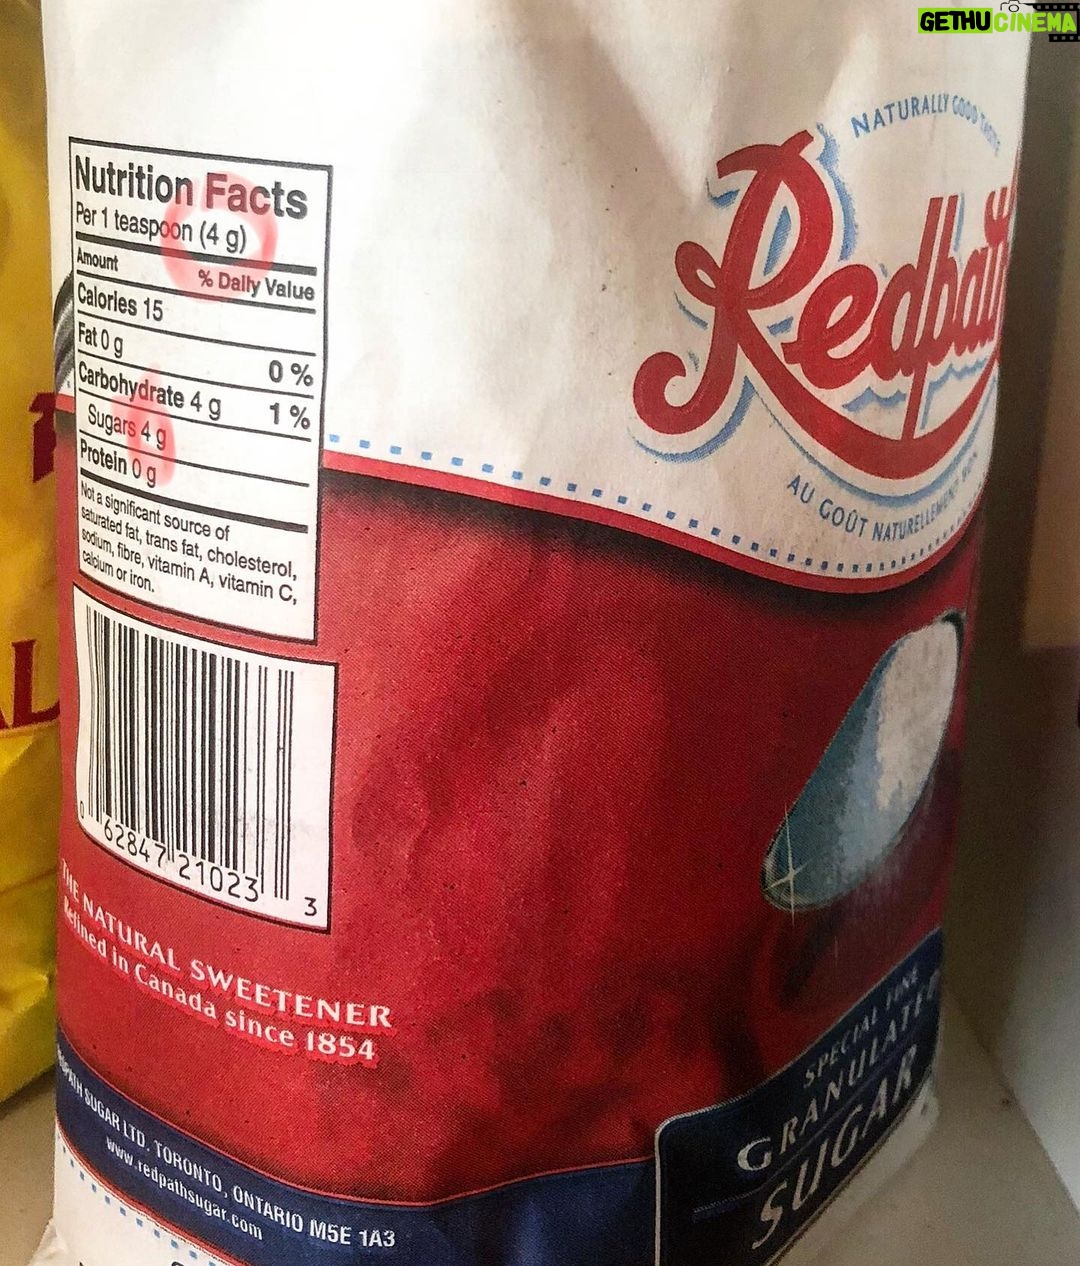 GETHUCINEMA
NATURALLY GOOD TASTE
Redpath
AU GOÛT NATURELLEMENT BON
Nutrition Facts
Per 1 teaspoon (4 g)
Amount
% Daily Value
Calories 15
Fat 0 g 0 %
Carbohydrate 4 g 1 %
Sugars 4 g
Protein 0 g
Not a significant source of
saturated fat, trans fat, cholesterol,
sodium, fibre, vitamin A, vitamin C,
calcium or iron.
0 62847 21023 3
THE NATURAL SWEETENER
Refined in Canada since 1854
REDPATH SUGAR LTD. TORONTO, ONTARIO M5E 1A3
www.redpathsugar.com
SPECIAL FINE
GRANULATED
SUGAR